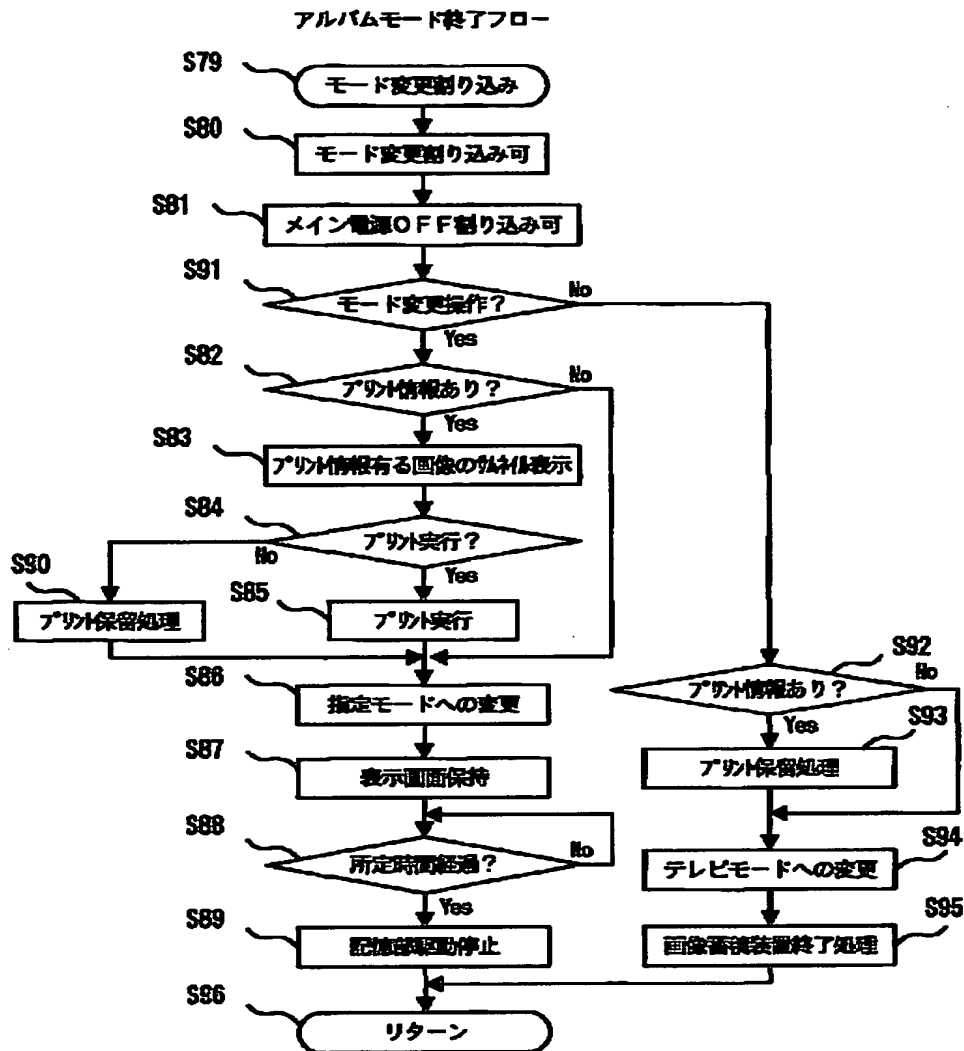 アルバムモード終了フロー
S79
モード変更割り込み
S80
モード変更割り込み可
S81
メイン電源OFF割り込み可
S91
モード変更操作?
No
Yes
S82
プリント情報あり?
No
Yes
S83
プリント情報有る画像のサムネイル表示
S84
プリント実行?
No
Yes
S90
プリント保留処理
S85
プリント実行
S86
指定モードへの変更
S87
表示画面保持
S88
所定時間経過?
No
Yes
S89
記憶部駆動停止
S92
プリント情報あり?
No
Yes
S93
プリント保留処理
S94
テレビモードへの変更
S95
画像蓄積装置終了処理
S96
リターン